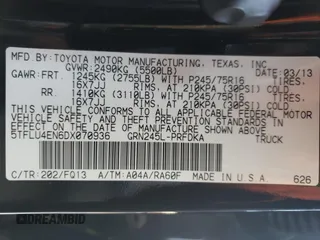 MFD. BY: TOYOTA MOTOR MANUFACTURING, TEXAS, INC.
GVWR: 2490KG (5500LB) 03/13
GAWR: FRT. 1245KG (2755LB) WITH P245/75R16
16X7JJ RIMS, AT 210KPA (30PSI) COLD
RR. 1410KG (3110LB) WITH P245/75R16
16X7JJ RIMS, AT 210KPA (30PSI) COLD
THIS VEHICLE CONFORMS TO ALL APPLICABLE FEDERAL MOTOR
VEHICLE SAFETY AND THEFT PREVENTION STANDARDS IN
EFFECT ON THE DATE OF MANUFACTURE SHOWN ABOVE.
5TFLU4EN6DX070936 GRN245L-PRFDKA
TRUCK
C/TR: 202/FQ13 A/TM: A04A/RA60F MADE IN U.S.A. 626
©DREAMBID